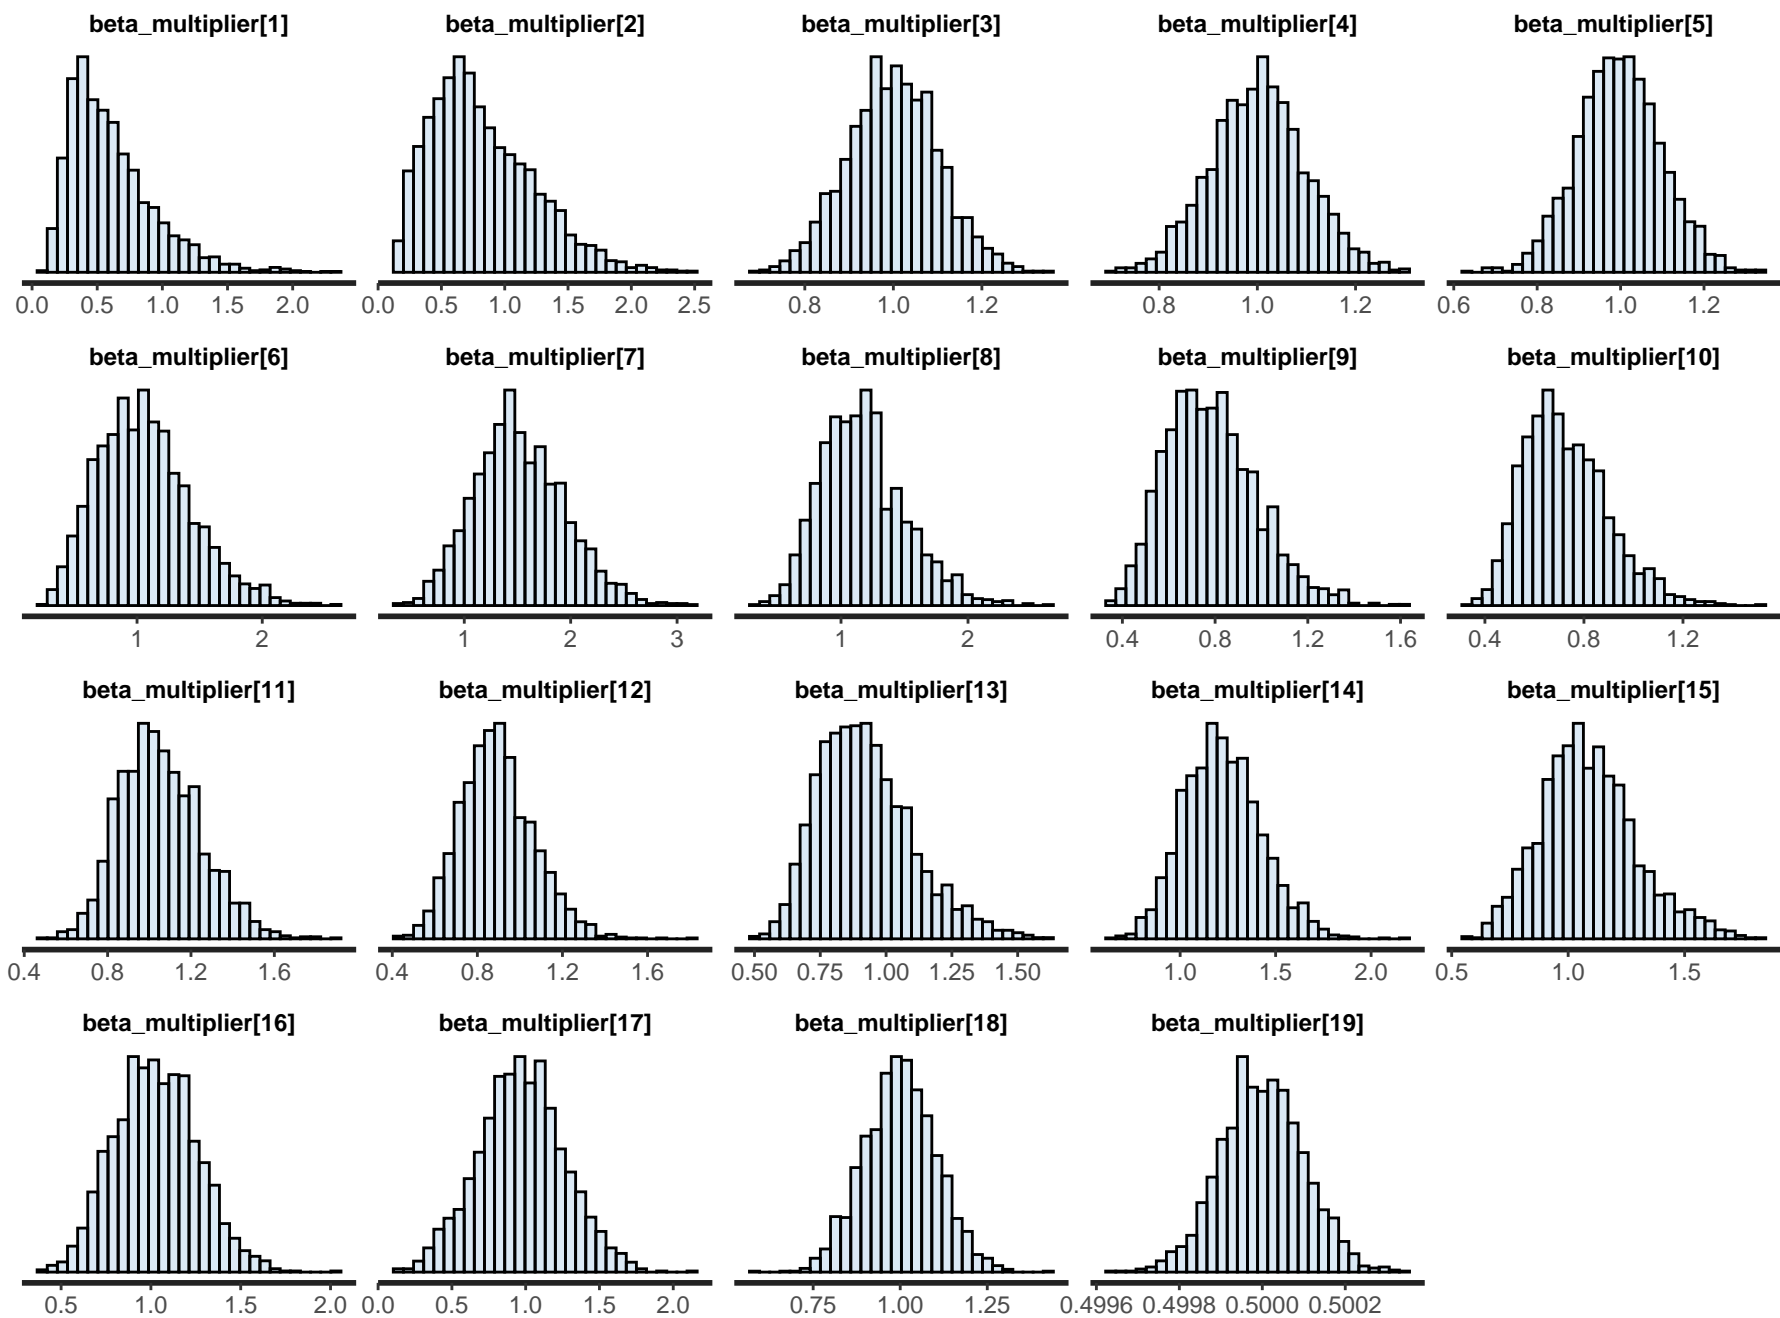 beta_multiplier[1] beta_multiplier[2] beta_multiplier[3] beta_multiplier[4] beta_multiplier[5]
0.0 0.5 1.0 1.5 2.0 0.0 0.5 1.0 1.5 2.0 2.5 0.8 1.0 1.2 0.8 1.0 1.2 0.6 0.8 1.0 1.2
beta_multiplier[6] beta_multiplier[7] beta_multiplier[8] beta_multiplier[9] beta_multiplier[10]
1 2 1 2 3 1 2 0.4 0.8 1.2 1.6 0.4 0.8 1.2
beta_multiplier[11] beta_multiplier[12] beta_multiplier[13] beta_multiplier[14] beta_multiplier[15]
0.4 0.8 1.2 1.6 0.4 0.8 1.2 1.6 0.50 0.75 1.00 1.25 1.50 1.0 1.5 2.0 0.5 1.0 1.5
beta_multiplier[16] beta_multiplier[17] beta_multiplier[18] beta_multiplier[19]
0.5 1.0 1.5 2.0 0.0 0.5 1.0 1.5 2.0 0.75 1.00 1.25 0.4996 0.4998 0.5000 0.5002